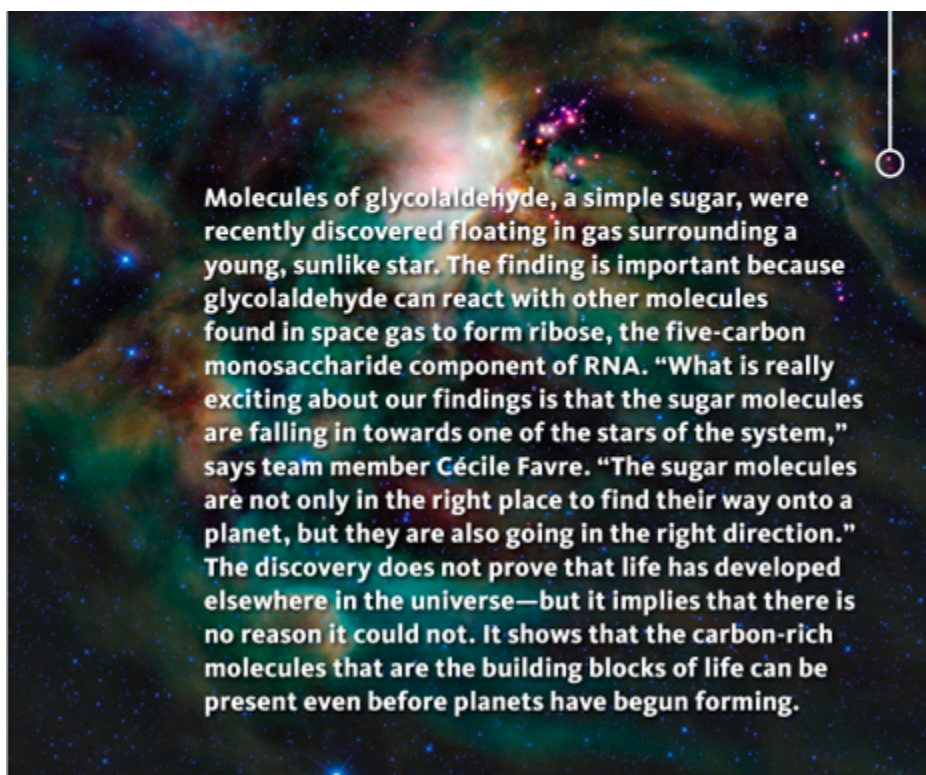 Molecules of glycolaldehyde, a simple sugar, were
recently discovered floating in gas surrounding a
young, sunlike star. The finding is important because
glycolaldehyde can react with other molecules
found in space gas to form ribose, the five-carbon
monosaccharide component of RNA. “What is really
exciting about our findings is that the sugar molecules
are falling in towards one of the stars of the system,”
says team member Cécile Favre. “The sugar molecules
are not only in the right place to find their way onto a
planet, but they are also going in the right direction.”
The discovery does not prove that life has developed
elsewhere in the universe—but it implies that there is
no reason it could not. It shows that the carbon-rich
molecules that are the building blocks of life can be
present even before planets have begun forming.